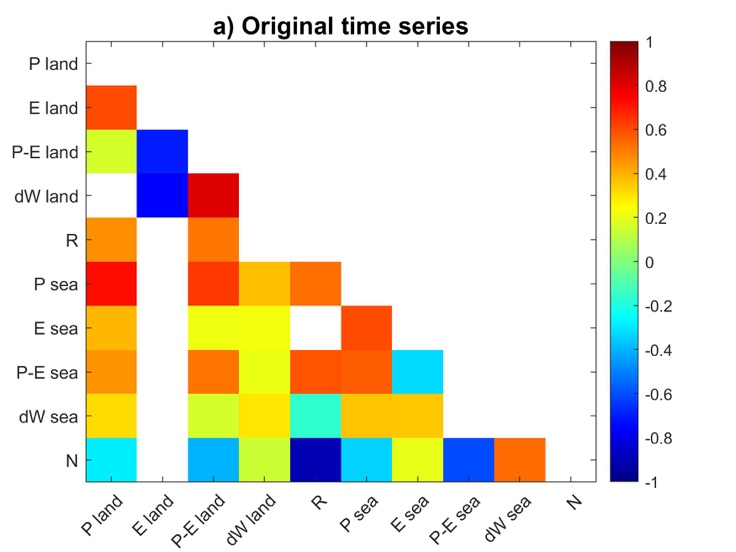 a) Original time series
P land
E land
P-E land
dW land
R
P sea
E sea
P-E sea
dW sea
N
P land
E land
P-E land
dW land
R
P sea
E sea
P-E sea
dW sea
N
1
0.8
0.6
0.4
0.2
0
-0.2
-0.4
-0.6
-0.8
-1